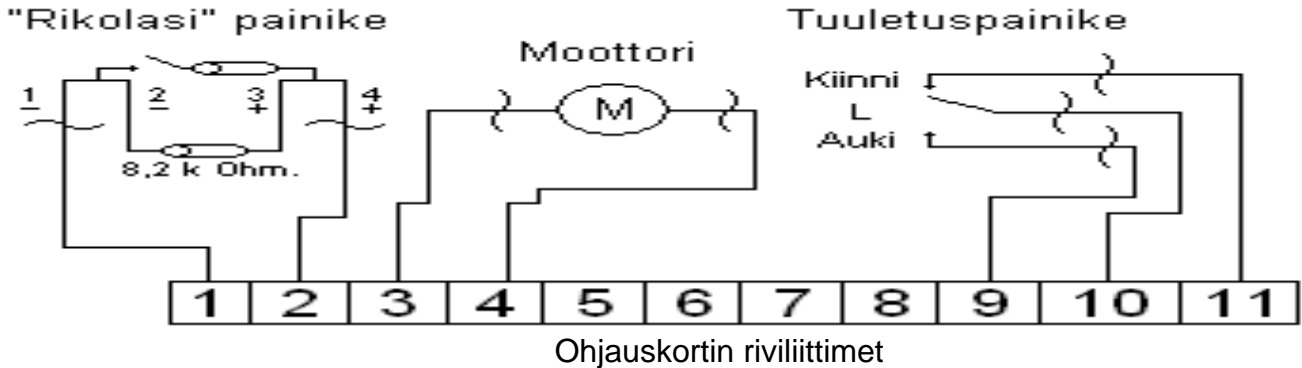 "Rikolasi" painike
Moottori
Tuuletuspainike
Kiinni
L
Auki
1 2 3 4
− − + +
M
8,2 k Ohm.
1 2 3 4 5 6 7 8 9 10 11
Ohjauskortin riviliittimet